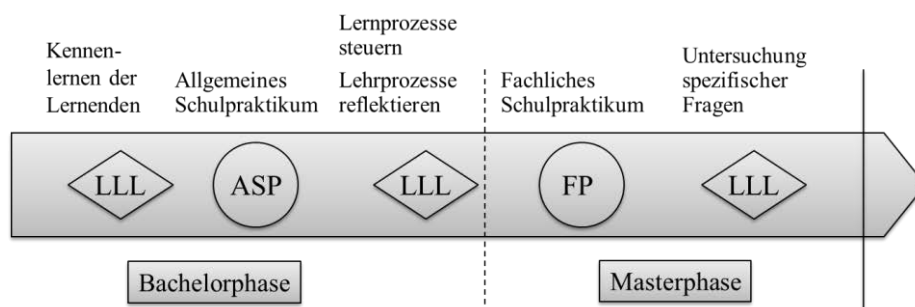 Kennen-
lernen der
Lernenden
Allgemeines
Schulpraktikum
Lernprozesse
steuern
Lehrprozesse
reflektieren
Fachliches
Schulpraktikum
Untersuchung
spezifischer
Fragen
LLL
ASP
LLL
FP
LLL
Bachelorphase
Masterphase